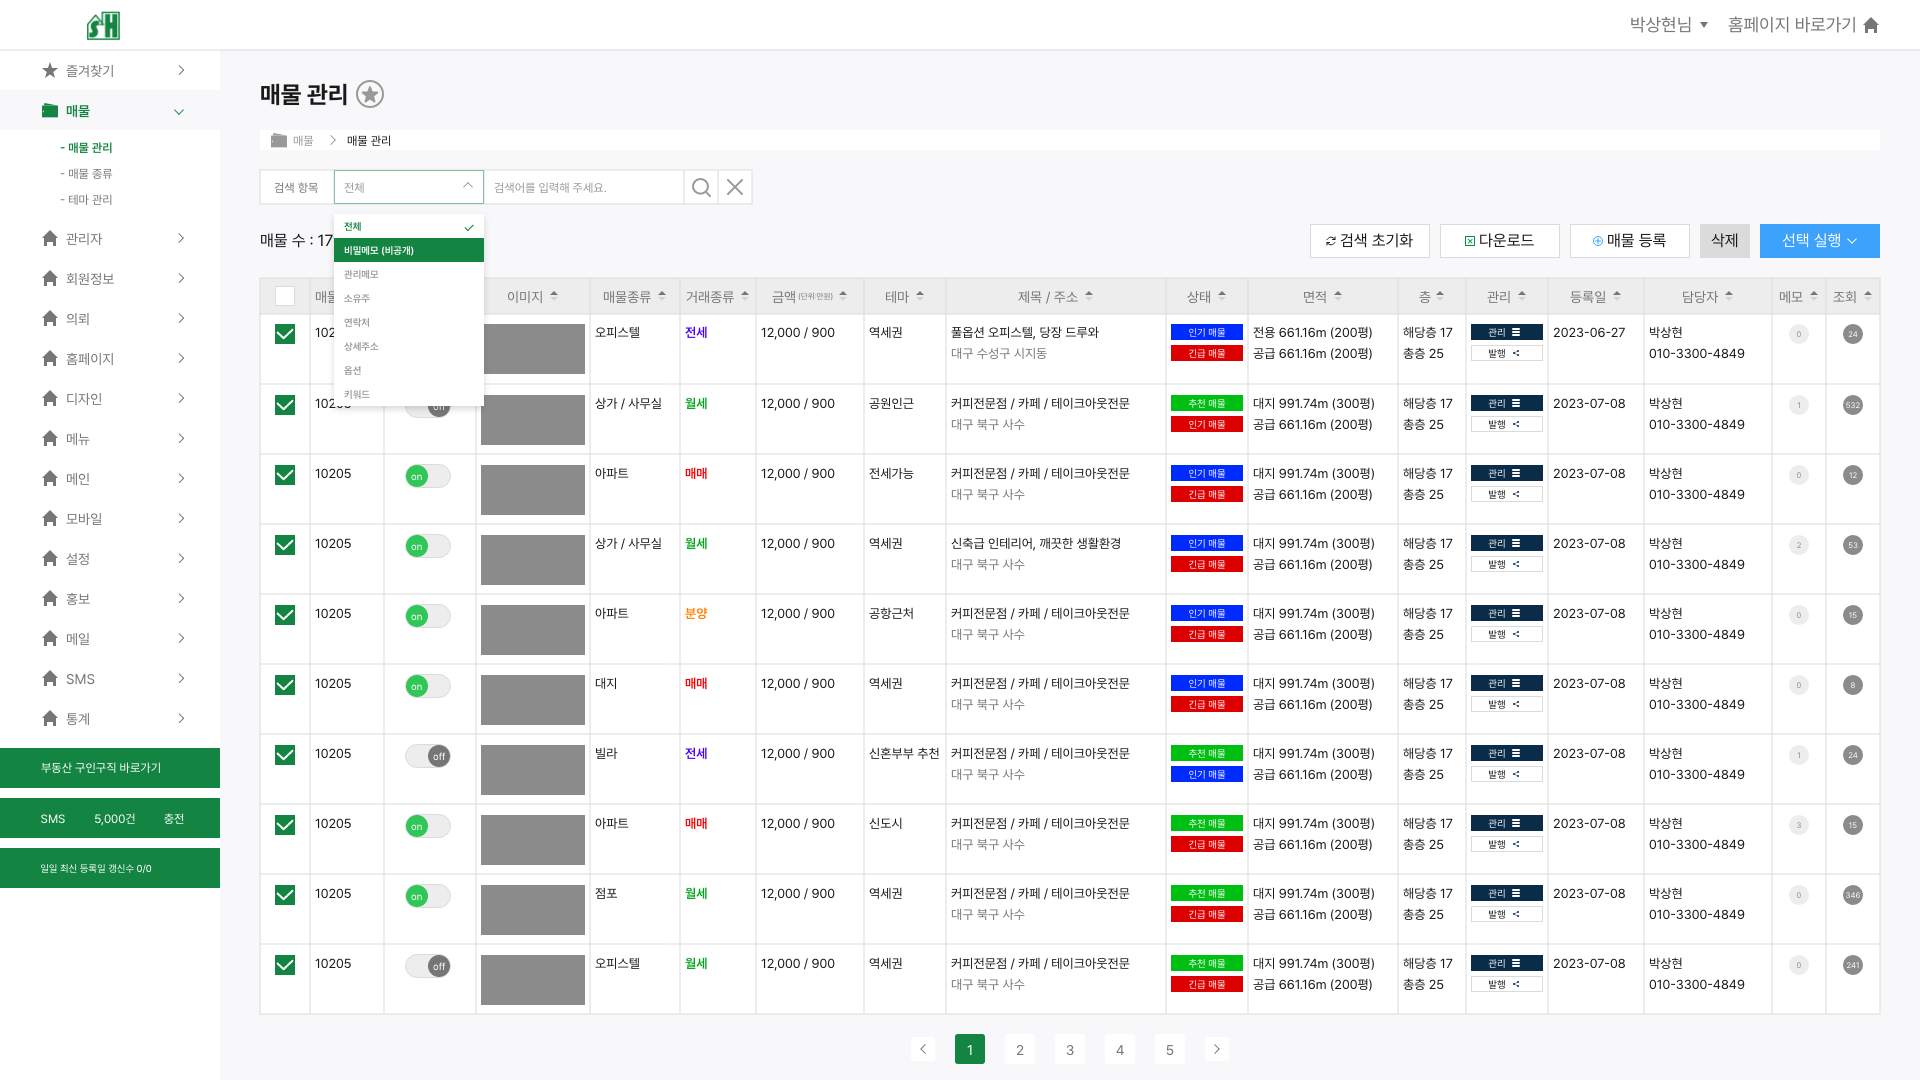 SH
박상현님
홈페이지 바로가기
즐겨찾기
매물
- 매물 관리
- 매물 종류
- 테마 관리
관리자
회원정보
의뢰
홈페이지
디자인
메뉴
메인
모바일
설정
홍보
메일
SMS
통계
부동산 구인구직 바로가기
SMS 5,000건 충전
일일 최신 등록일 갱신수 0/0
매물 관리
매물 매물 관리
검색 항목 전체 검색어를 입력해 주세요.
전체
비밀메모 (비공개)
관리메모
소유주
연락처
상세주소
옵션
키워드
매물 수 : 17
검색 초기화 다운로드 매물 등록 삭제 선택 실행
이미지 매물종류 거래종류 금액 (단위:만원) 테마 제목 / 주소 상태 면적 층 관리 등록일 담당자 메모 조회
오피스텔 전세 12,000 / 900 역세권 풀옵션 오피스텔, 당장 드루와 인기 매물 전용 661.16m (200평) 해당층 17 관리 2023-06-27 박상현 0 24
대구 수성구 시지동 긴급 매물 공급 661.16m (200평) 총층 25 발행 010-3300-4849
10205 off 상가 / 사무실 월세 12,000 / 900 공원인근 커피전문점 / 카페 / 테이크아웃전문 추천 매물 대지 991.74m (300평) 해당층 17 관리 2023-07-08 박상현 1 532
대구 북구 사수 인기 매물 공급 661.16m (200평) 총층 25 발행 010-3300-4849
10205 on 아파트 매매 12,000 / 900 전세가능 커피전문점 / 카페 / 테이크아웃전문 인기 매물 대지 991.74m (300평) 해당층 17 관리 2023-07-08 박상현 0 12
대구 북구 사수 긴급 매물 공급 661.16m (200평) 총층 25 발행 010-3300-4849
10205 on 상가 / 사무실 월세 12,000 / 900 역세권 신축급 인테리어, 깨끗한 생활환경 인기 매물 대지 991.74m (300평) 해당층 17 관리 2023-07-08 박상현 2 53
대구 북구 사수 긴급 매물 공급 661.16m (200평) 총층 25 발행 010-3300-4849
10205 on 아파트 분양 12,000 / 900 공항근처 커피전문점 / 카페 / 테이크아웃전문 인기 매물 대지 991.74m (300평) 해당층 17 관리 2023-07-08 박상현 0 15
대구 북구 사수 긴급 매물 공급 661.16m (200평) 총층 25 발행 010-3300-4849
10205 on 대지 매매 12,000 / 900 역세권 커피전문점 / 카페 / 테이크아웃전문 인기 매물 대지 991.74m (300평) 해당층 17 관리 2023-07-08 박상현 0 8
대구 북구 사수 긴급 매물 공급 661.16m (200평) 총층 25 발행 010-3300-4849
10205 off 빌라 전세 12,000 / 900 신혼부부 추천 커피전문점 / 카페 / 테이크아웃전문 추천 매물 대지 991.74m (300평) 해당층 17 관리 2023-07-08 박상현 1 24
대구 북구 사수 인기 매물 공급 661.16m (200평) 총층 25 발행 010-3300-4849
10205 on 아파트 매매 12,000 / 900 신도시 커피전문점 / 카페 / 테이크아웃전문 추천 매물 대지 991.74m (300평) 해당층 17 관리 2023-07-08 박상현 3 15
대구 북구 사수 긴급 매물 공급 661.16m (200평) 총층 25 발행 010-3300-4849
10205 on 점포 월세 12,000 / 900 역세권 커피전문점 / 카페 / 테이크아웃전문 추천 매물 대지 991.74m (300평) 해당층 17 관리 2023-07-08 박상현 0 346
대구 북구 사수 긴급 매물 공급 661.16m (200평) 총층 25 발행 010-3300-4849
10205 off 오피스텔 월세 12,000 / 900 역세권 커피전문점 / 카페 / 테이크아웃전문 추천 매물 대지 991.74m (300평) 해당층 17 관리 2023-07-08 박상현 0 241
대구 북구 사수 긴급 매물 공급 661.16m (200평) 총층 25 발행 010-3300-4849
1 2 3 4 5